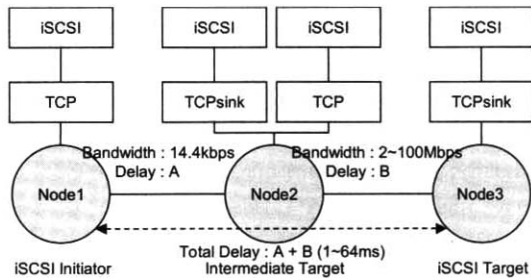 iSCSI iSCSI iSCSI iSCSI
TCP TCPsink TCP TCPsink
Bandwidth : 14.4kbps Bandwidth : 2~100Mbps
Delay : A Delay : B
Node1 Node2 Node3
Total Delay : A + B (1~64ms)
iSCSI Initiator Intermediate Target iSCSI Target